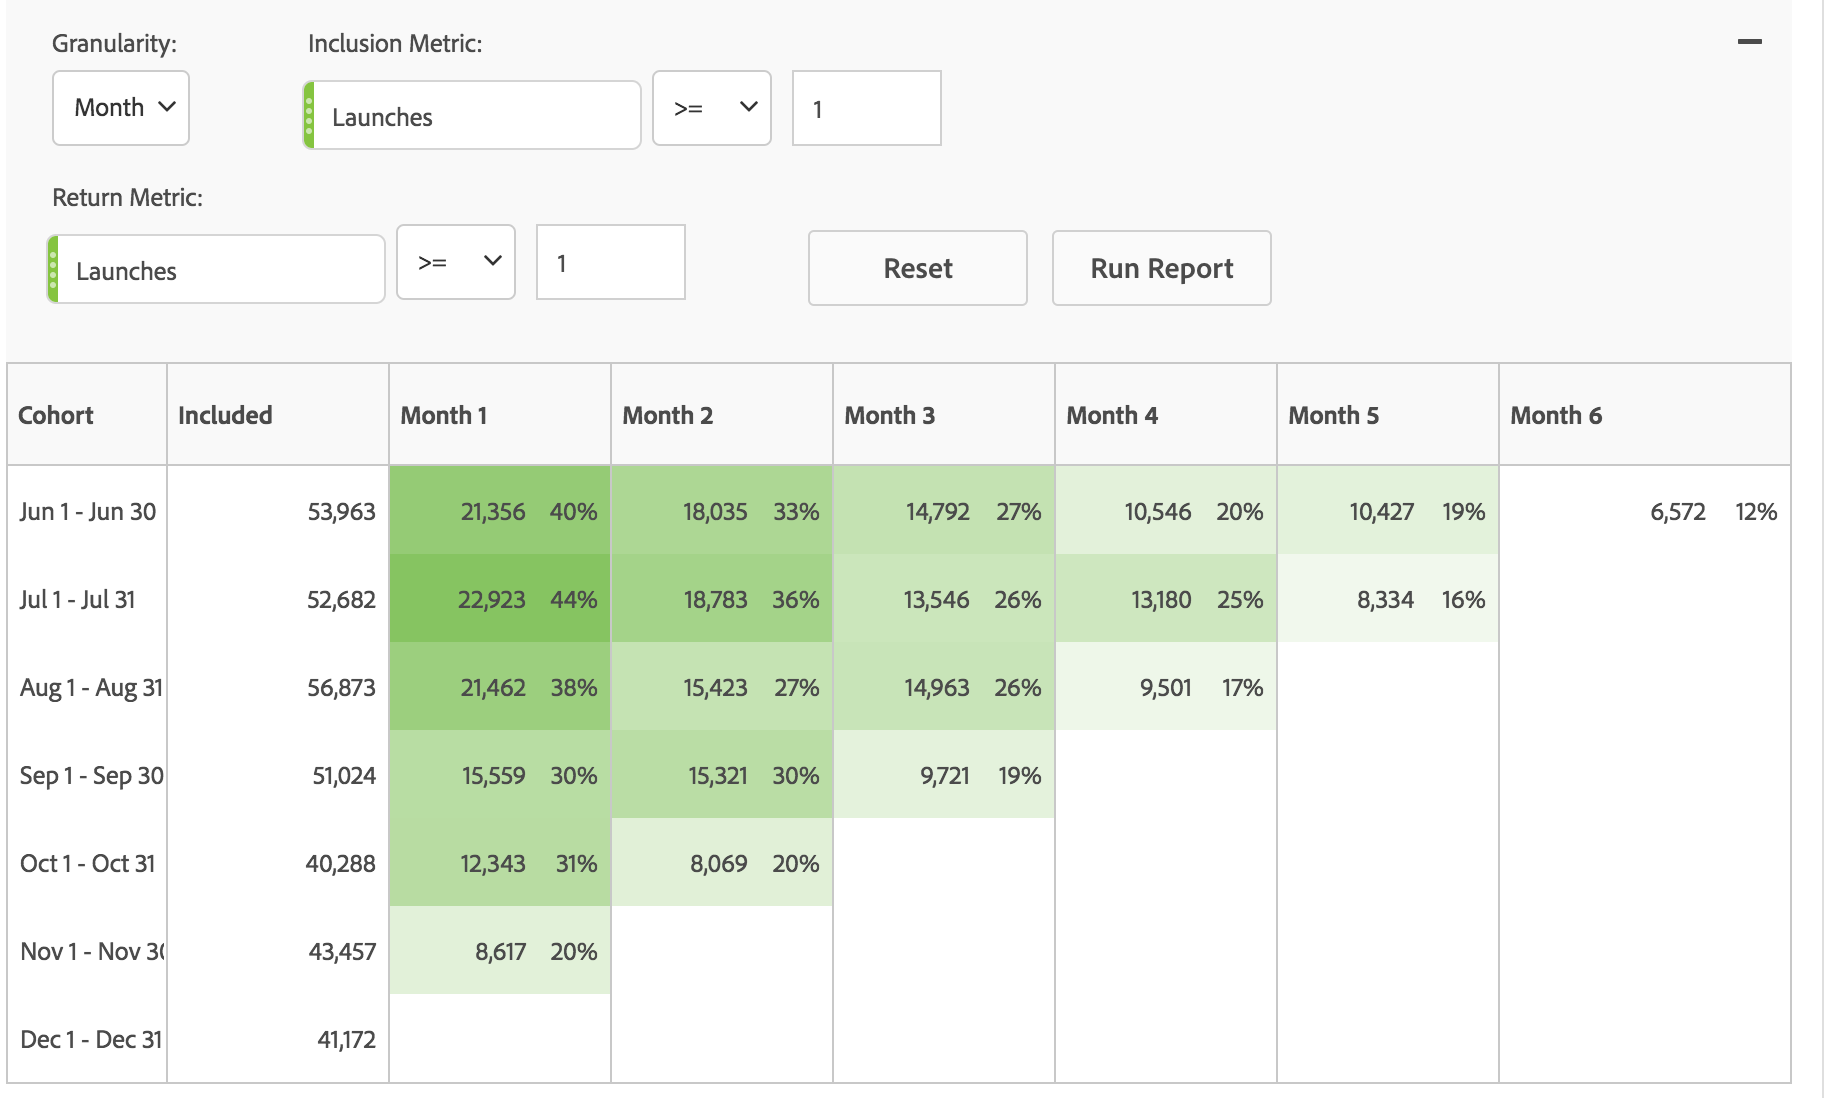 Granularity: Inclusion Metric:
Month Launches >= 1
Return Metric:
Launches >= 1 Reset Run Report
Cohort Included Month 1 Month 2 Month 3 Month 4 Month 5 Month 6
Jun 1 - Jun 30 53,963 21,356 40% 18,035 33% 14,792 27% 10,546 20% 10,427 19% 6,572 12%
Jul 1 - Jul 31 52,682 22,923 44% 18,783 36% 13,546 26% 13,180 25% 8,334 16%
Aug 1 - Aug 31 56,873 21,462 38% 15,423 27% 14,963 26% 9,501 17%
Sep 1 - Sep 30 51,024 15,559 30% 15,321 30% 9,721 19%
Oct 1 - Oct 31 40,288 12,343 31% 8,069 20%
Nov 1 - Nov 30 43,457 8,617 20%
Dec 1 - Dec 31 41,172